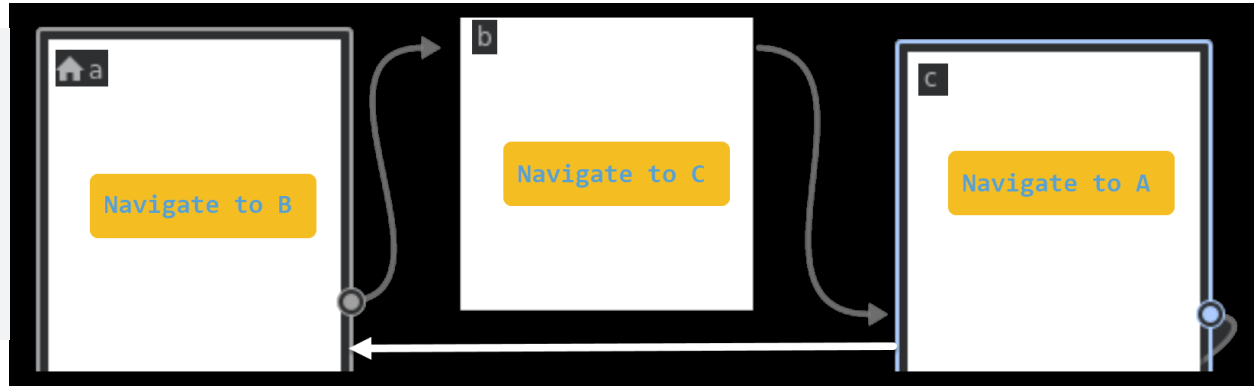 a
Navigate to B
b
Navigate to C
c
Navigate to A